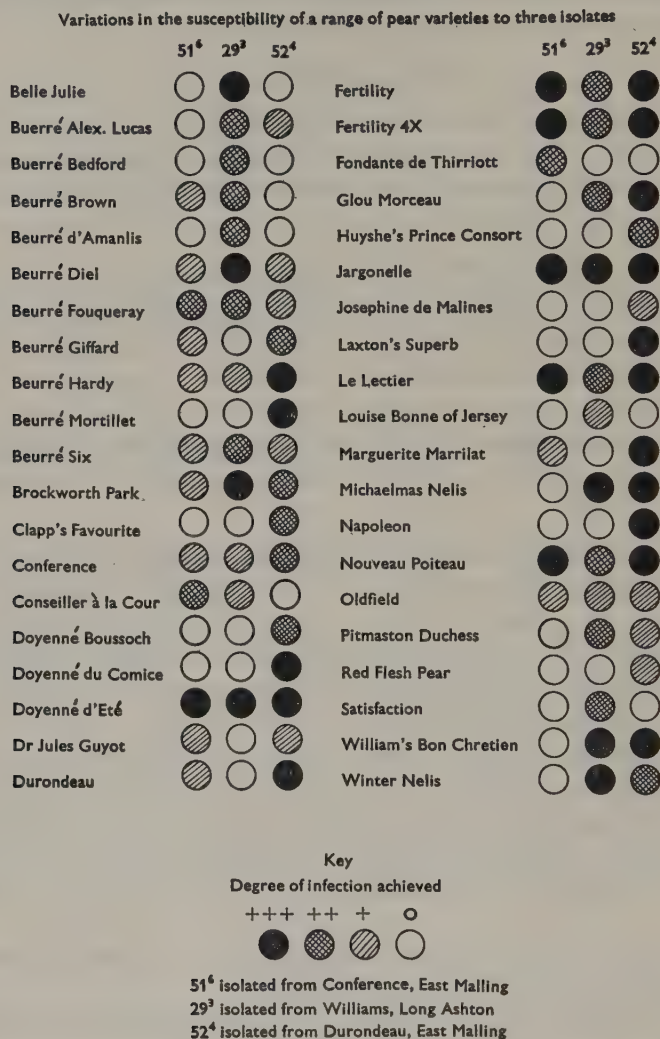 Variations in the susceptibility of a range of pear varieties to three isolates
51⁶ 29³ 52⁴
Belle Julie
Buerré Alex. Lucas
Buerré Bedford
Beurré Brown
Beurré d'Amanlis
Beurré Diel
Beurré Fouqueray
Beurré Giffard
Beurré Hardy
Beurré Mortillet
Beurré Six
Brockworth Park
Clapp's Favourite
Conference
Conseiller à la Cour
Doyenné Boussoch
Doyenné du Comice
Doyenné d'Eté
Dr Jules Guyot
Durondeau
51⁶ 29³ 52⁴
Fertility
Fertility 4X
Fondante de Thirriott
Glou Morceau
Huyshe's Prince Consort
Jargonelle
Josephine de Malines
Laxton's Superb
Le Lectier
Louise Bonne of Jersey
Marguerite Marrilat
Michaelmas Nelis
Napoleon
Nouveau Poiteau
Oldfield
Pitmaston Duchess
Red Flesh Pear
Satisfaction
William's Bon Chretien
Winter Nelis
Key
Degree of infection achieved
+++ ++ + o
51⁶ isolated from Conference, East Malling
29³ isolated from Williams, Long Ashton
52⁴ isolated from Durondeau, East Malling